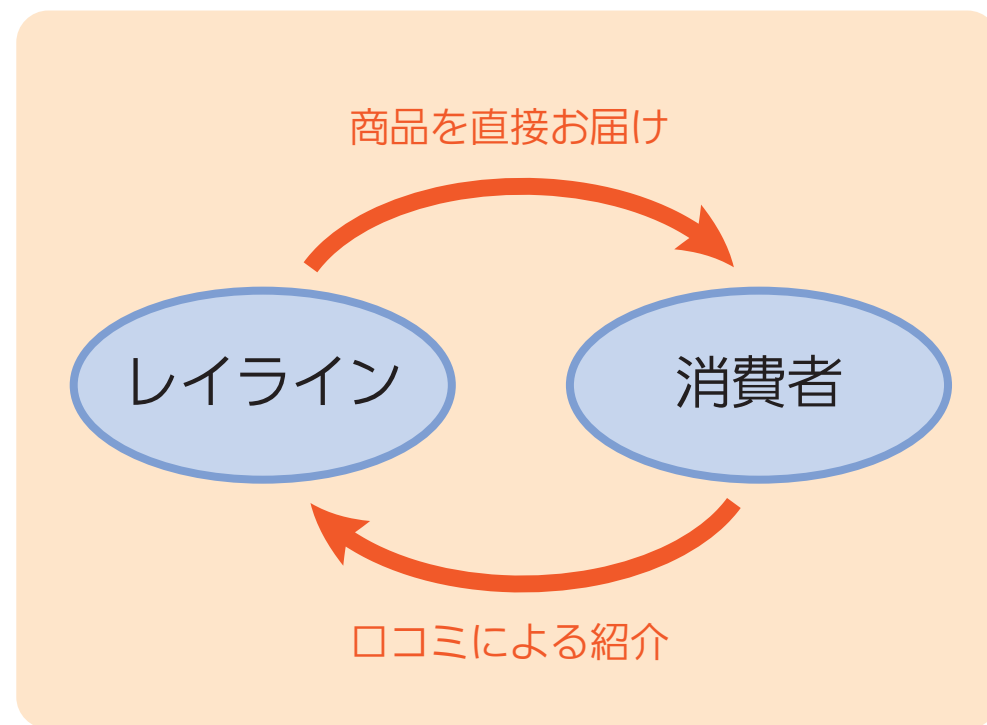 商品を直接お届け
レイライン
消費者
口コミによる紹介